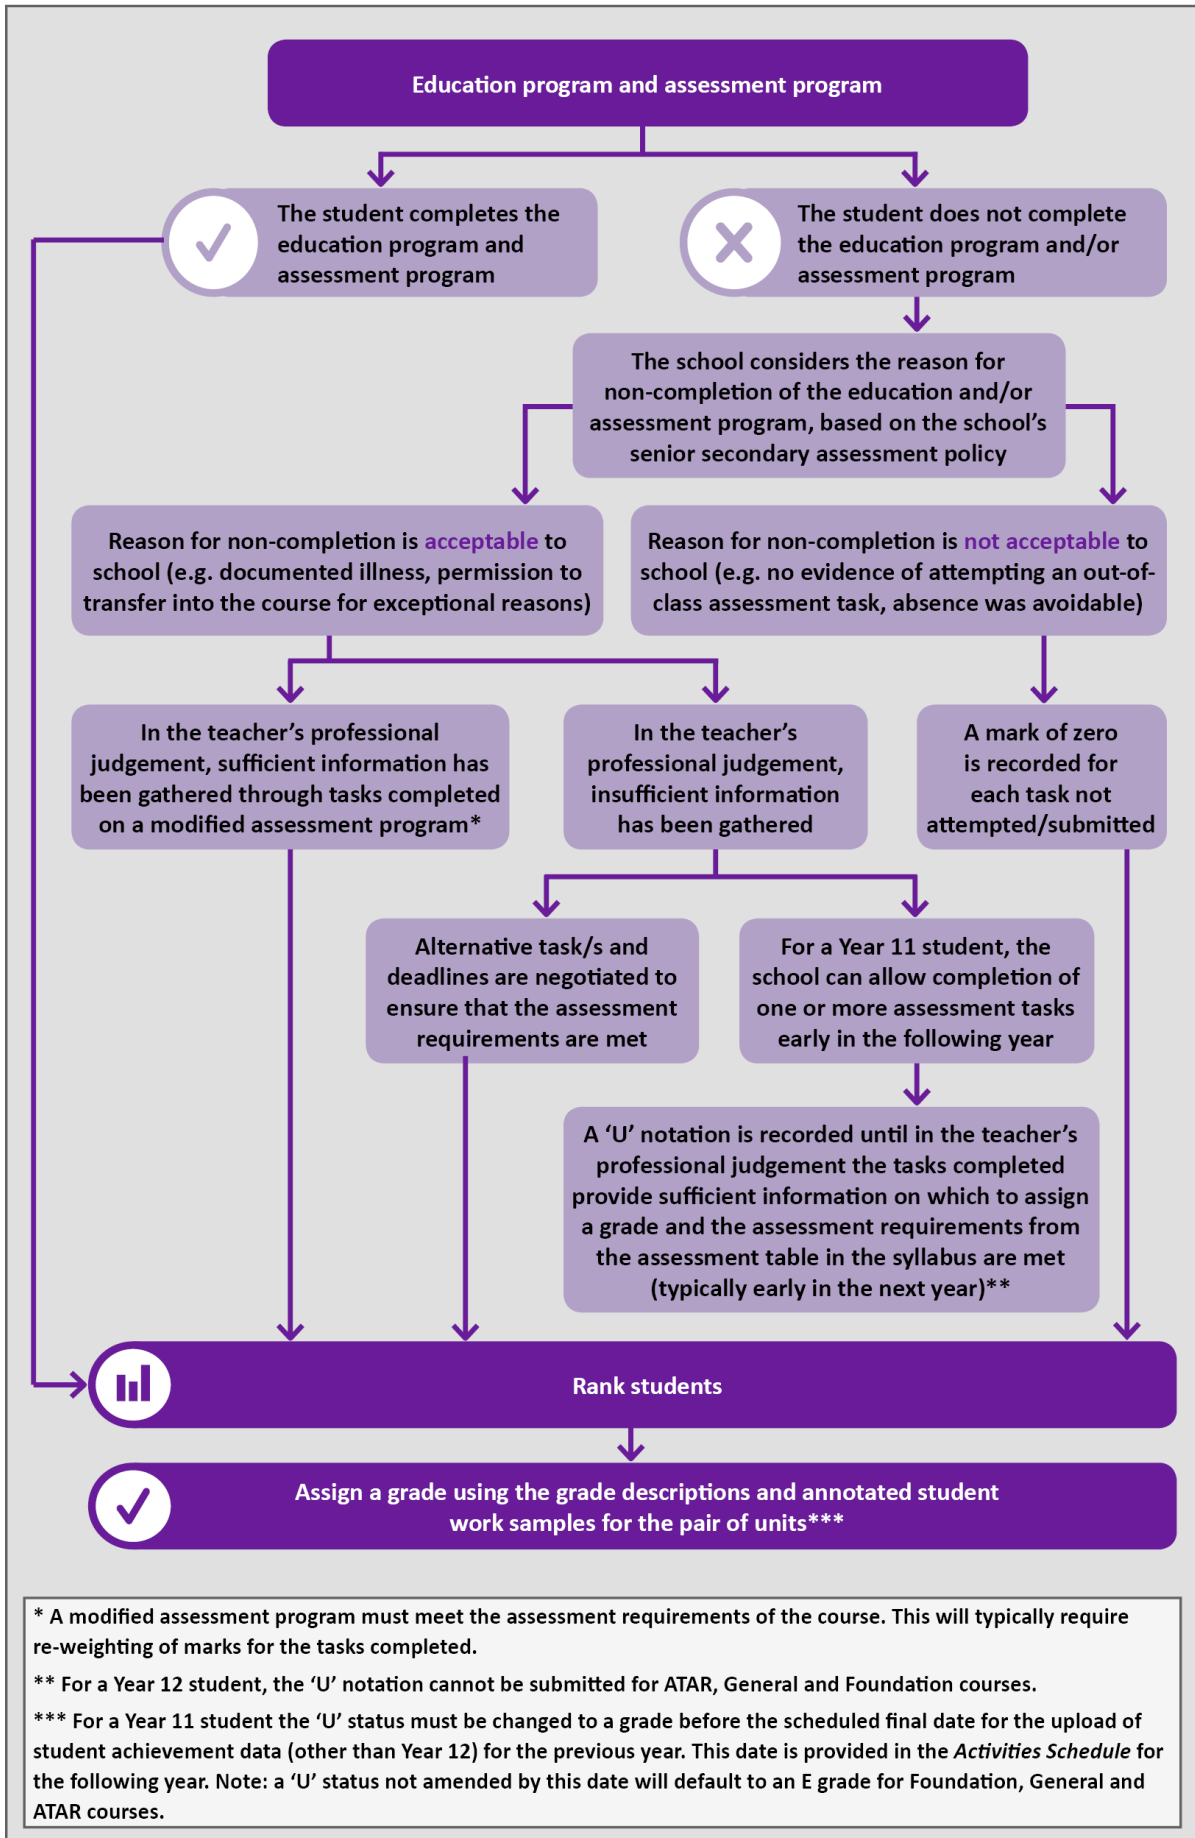 Education program and assessment program
The student completes the
education program and
assessment program
The student does not complete
the education program and/or
assessment program
The school considers the reason for
non-completion of the education and/or
assessment program, based on the school’s
senior secondary assessment policy
Reason for non-completion is acceptable to
school (e.g. documented illness, permission to
transfer into the course for exceptional reasons)
Reason for non-completion is not acceptable to
school (e.g. no evidence of attempting an out-of-
class assessment task, absence was avoidable)
In the teacher’s professional
judgement, sufficient information has
been gathered through tasks completed
on a modified assessment program*
In the teacher’s
professional judgement,
insufficient information
has been gathered
A mark of zero
is recorded for
each task not
attempted/submitted
Alternative task/s and
deadlines are negotiated to
ensure that the assessment
requirements are met
For a Year 11 student, the
school can allow completion of
one or more assessment tasks
early in the following year
A ‘U’ notation is recorded until in the teacher’s
professional judgement the tasks completed
provide sufficient information on which to assign
a grade and the assessment requirements from
the assessment table in the syllabus are met
(typically early in the next year)**
Rank students
Assign a grade using the grade descriptions and annotated student
work samples for the pair of units***
* A modified assessment program must meet the assessment requirements of the course. This will typically require
re-weighting of marks for the tasks completed.
** For a Year 12 student, the ‘U’ notation cannot be submitted for ATAR, General and Foundation courses.
*** For a Year 11 student the ‘U’ status must be changed to a grade before the scheduled final date for the upload of
student achievement data (other than Year 12) for the previous year. This date is provided in the Activities Schedule for
the following year. Note: a ‘U’ status not amended by this date will default to an E grade for Foundation, General and
ATAR courses.